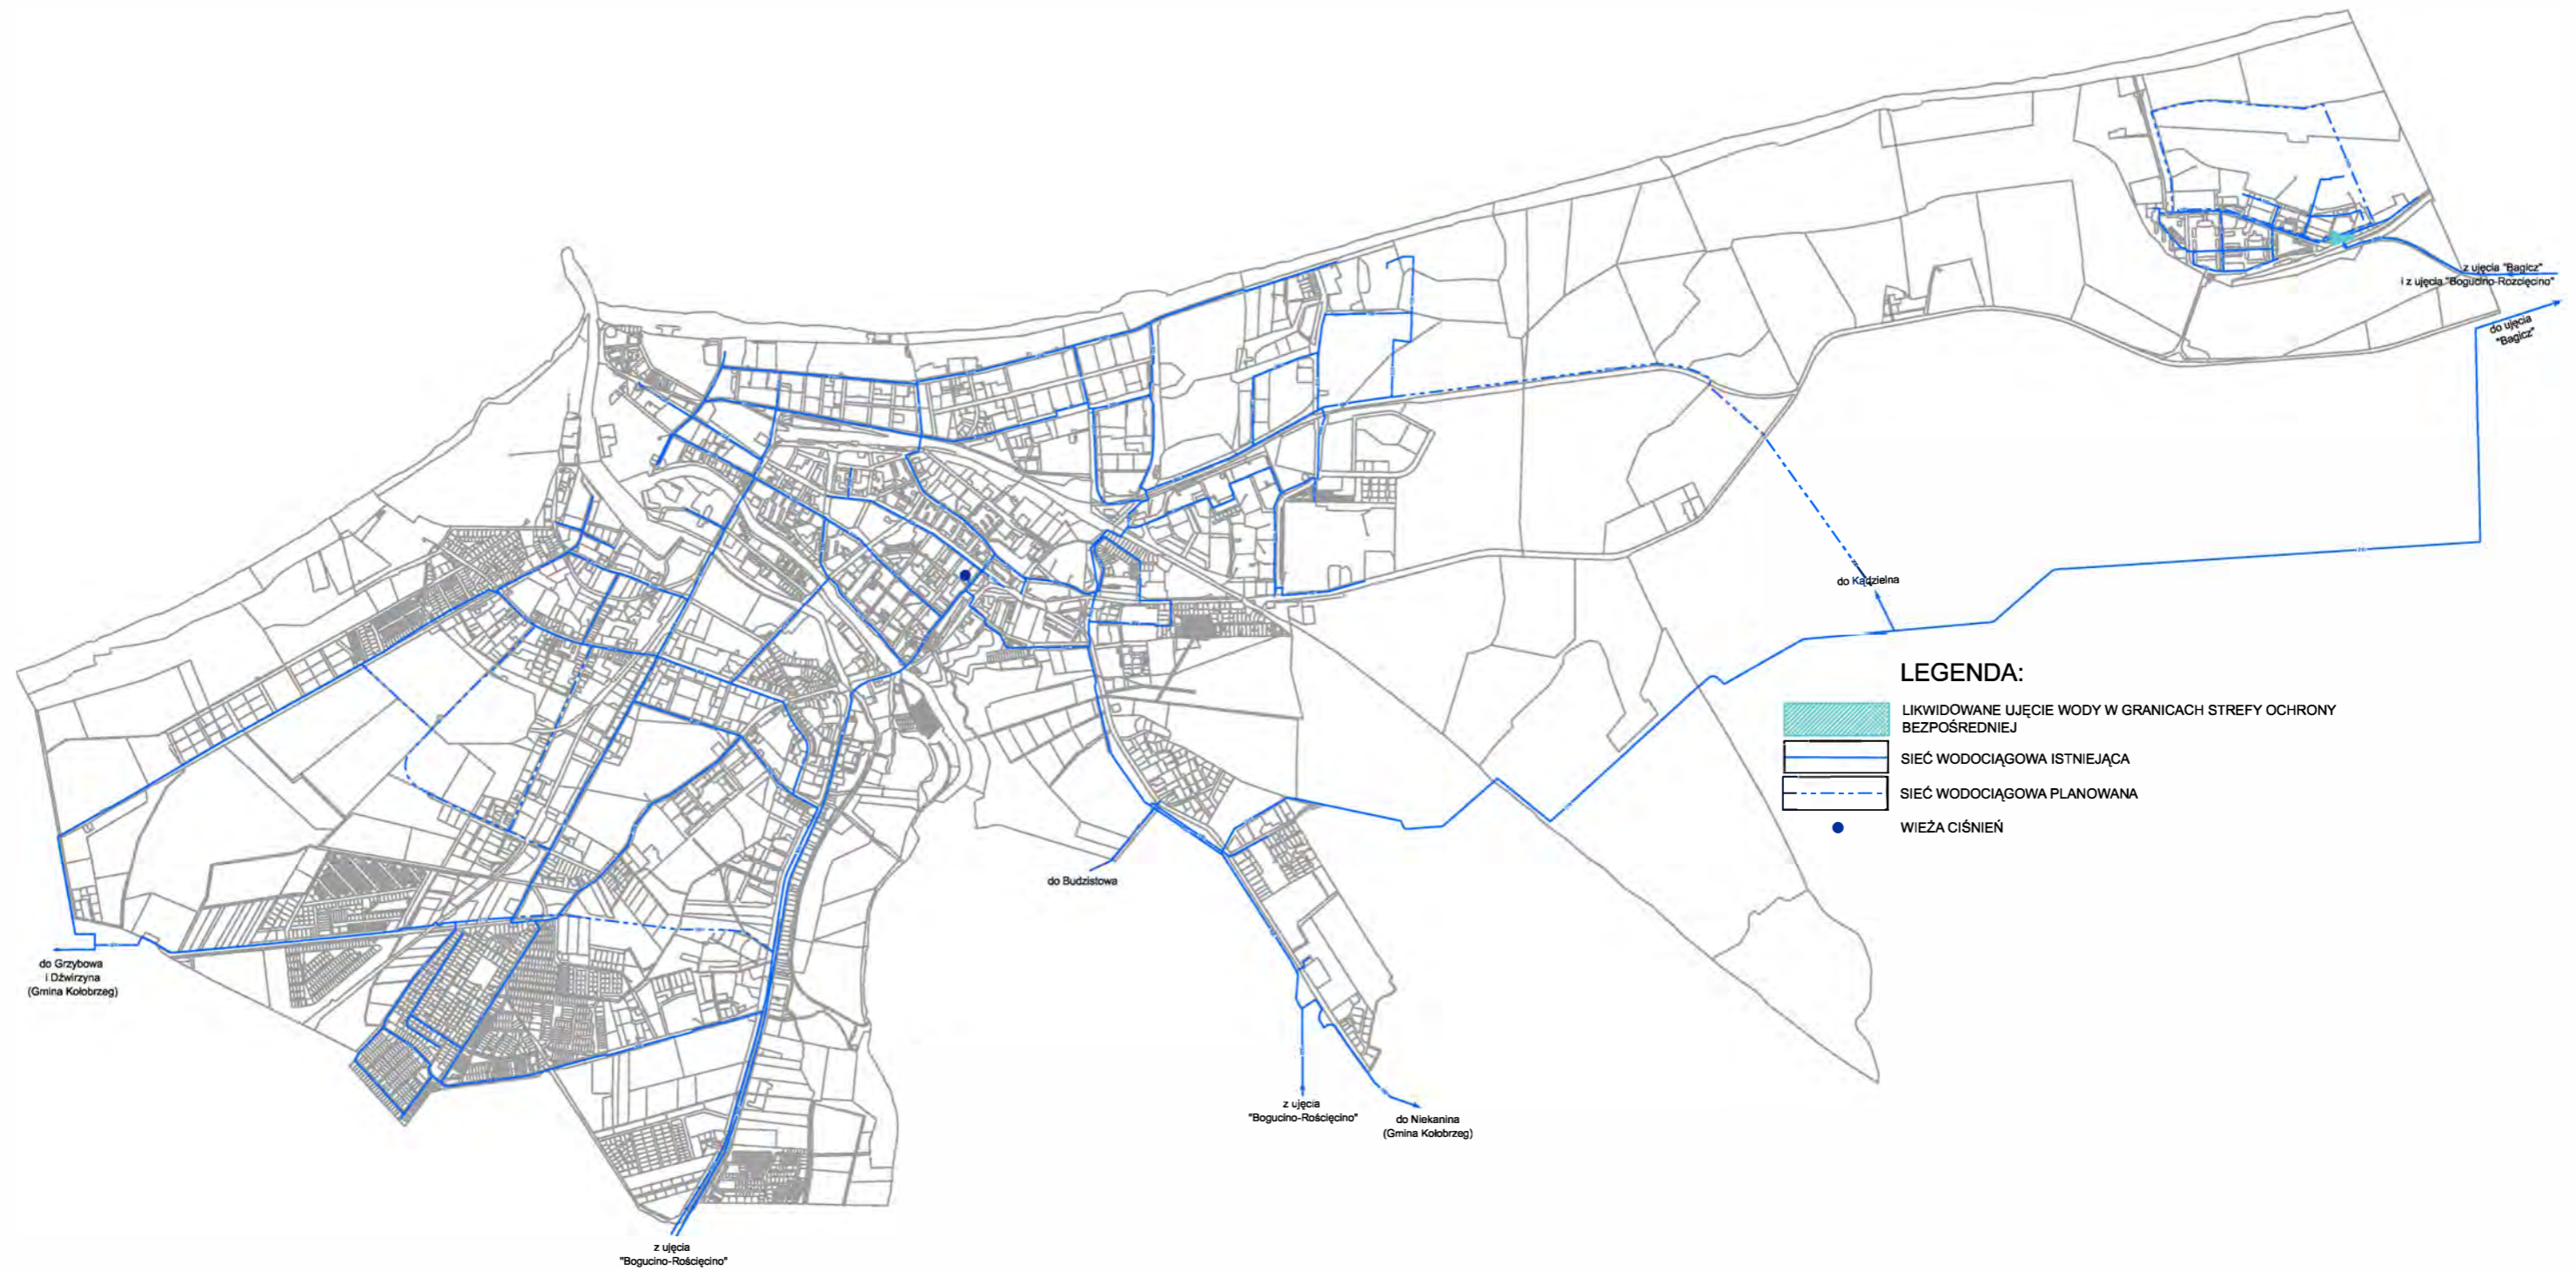 z ujęcia "Bagicz"
i z ujęcia "Bogucino-Rozcięcino"
do ujęcia
"Bagicz"
do Kądzielna
LEGENDA:
LIKWIDOWANE UJĘCIE WODY W GRANICACH STREFY OCHRONY
BEZPOŚREDNIEJ
SIEĆ WODOCIĄGOWA ISTNIEJĄCA
SIEĆ WODOCIĄGOWA PLANOWANA
WIEŻA CIŚNIEŃ
do Budzistowa
do Grzybowa
i Dźwirzyna
(Gmina Kołobrzeg)
z ujęcia
"Bogucino-Rościęcino"
do Niekanina
(Gmina Kołobrzeg)
z ujęcia
"Bogucino-Rościęcino"